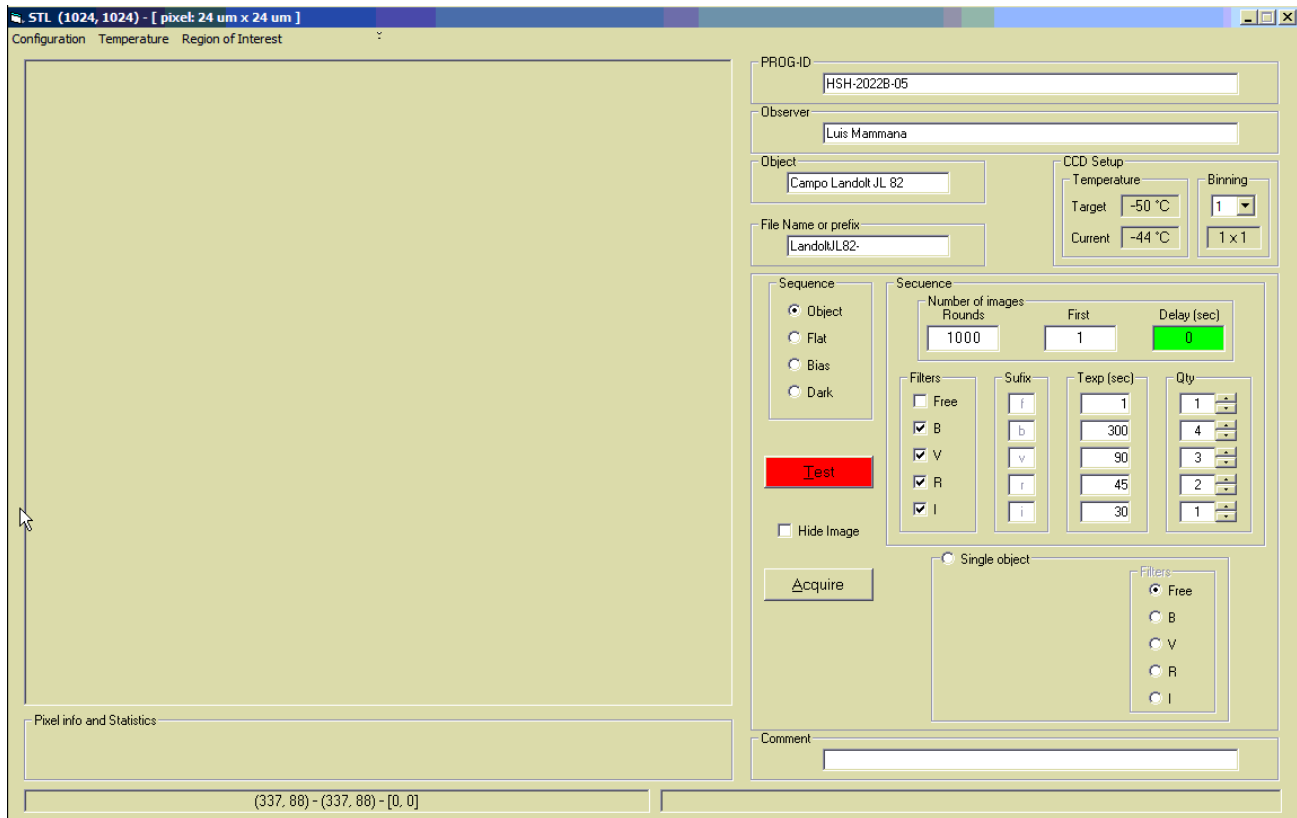 STL (1024, 1024) - [ pixel: 24 um x 24 um ]
Configuration Temperature Region of Interest
PROG-ID
HSH-2022B-05
Observer
Luis Mammana
Object
Campo Landolt JL 82
CCD Setup
Temperature
Binning
Target -50 °C
1
Current -44 °C
1 x 1
File Name or prefix
LandoltJL82-
Sequence
Object
Flat
Bias
Dark
Secuence
Number of images
Rounds First Delay (sec)
1000 1 0
Filters Sufix Texp (sec) Qty
Free f 1 1
B b 300 4
V v 90 3
R r 45 2
I i 30 1
Test
Hide Image
Acquire
Single object
Filters
Free
B
V
R
I
Pixel info and Statistics
Comment
(337, 88) - (337, 88) - [0, 0]